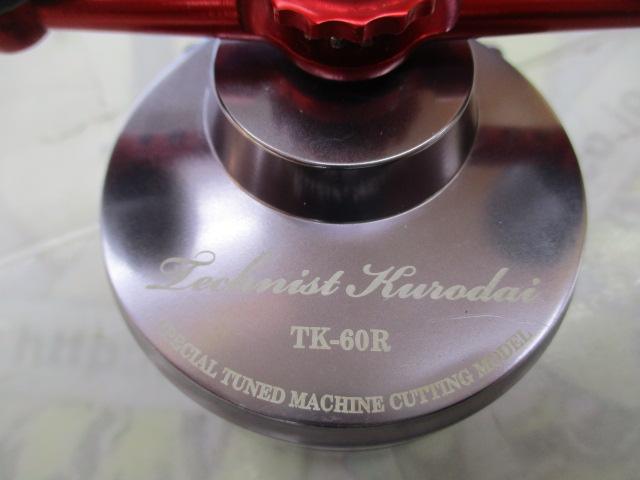 Technist Kurodai
TK-60R
SPECIAL TUNED MACHINE CUTTING MODEL